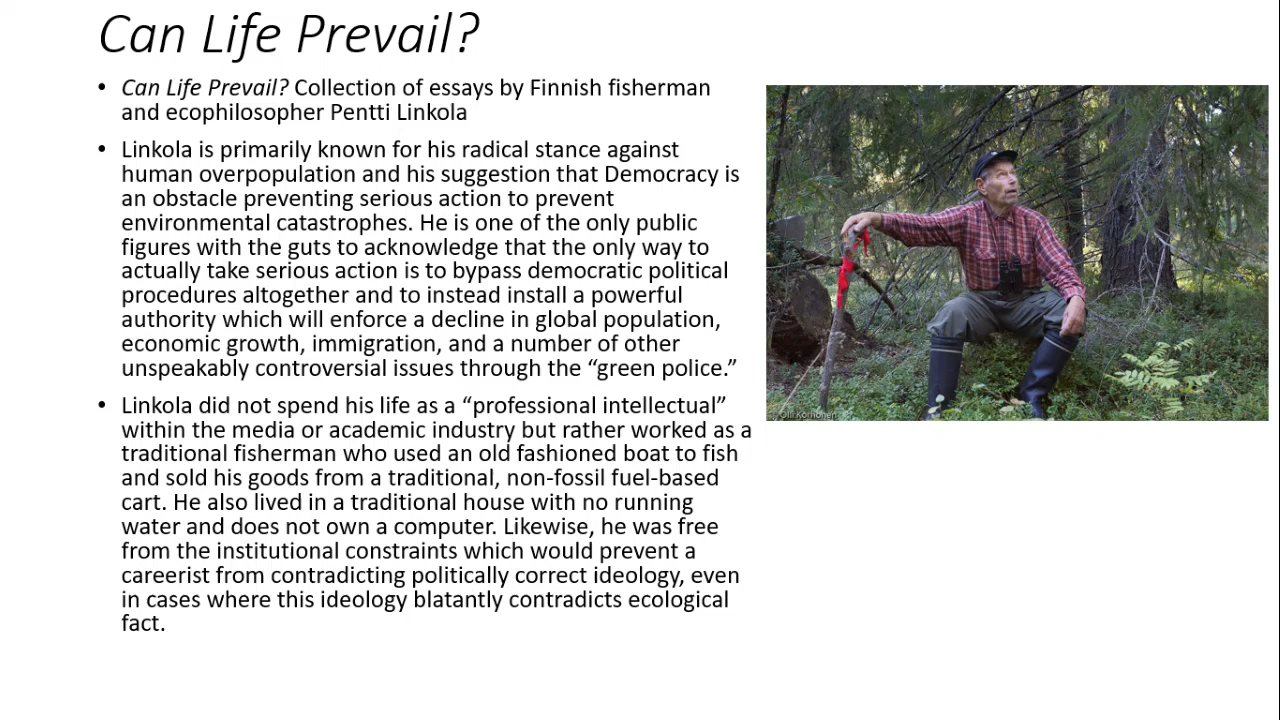 Can Life Prevail?
• Can Life Prevail? Collection of essays by Finnish fisherman
and ecophilosopher Pentti Linkola
• Linkola is primarily known for his radical stance against
human overpopulation and his suggestion that Democracy is
an obstacle preventing serious action to prevent
environmental catastrophes. He is one of the only public
figures with the guts to acknowledge that the only way to
actually take serious action is to bypass democratic political
procedures altogether and to instead install a powerful
authority which will enforce a decline in global population,
economic growth, immigration, and a number of other
unspeakably controversial issues through the “green police.”
• Linkola did not spend his life as a “professional intellectual”
within the media or academic industry but rather worked as a
traditional fisherman who used an old fashioned boat to fish
and sold his goods from a traditional, non-fossil fuel-based
cart. He also lived in a traditional house with no running
water and does not own a computer. Likewise, he was free
from the institutional constraints which would prevent a
careerist from contradicting politically correct ideology, even
in cases where this ideology blatantly contradicts ecological
fact.
Olli Korhonen